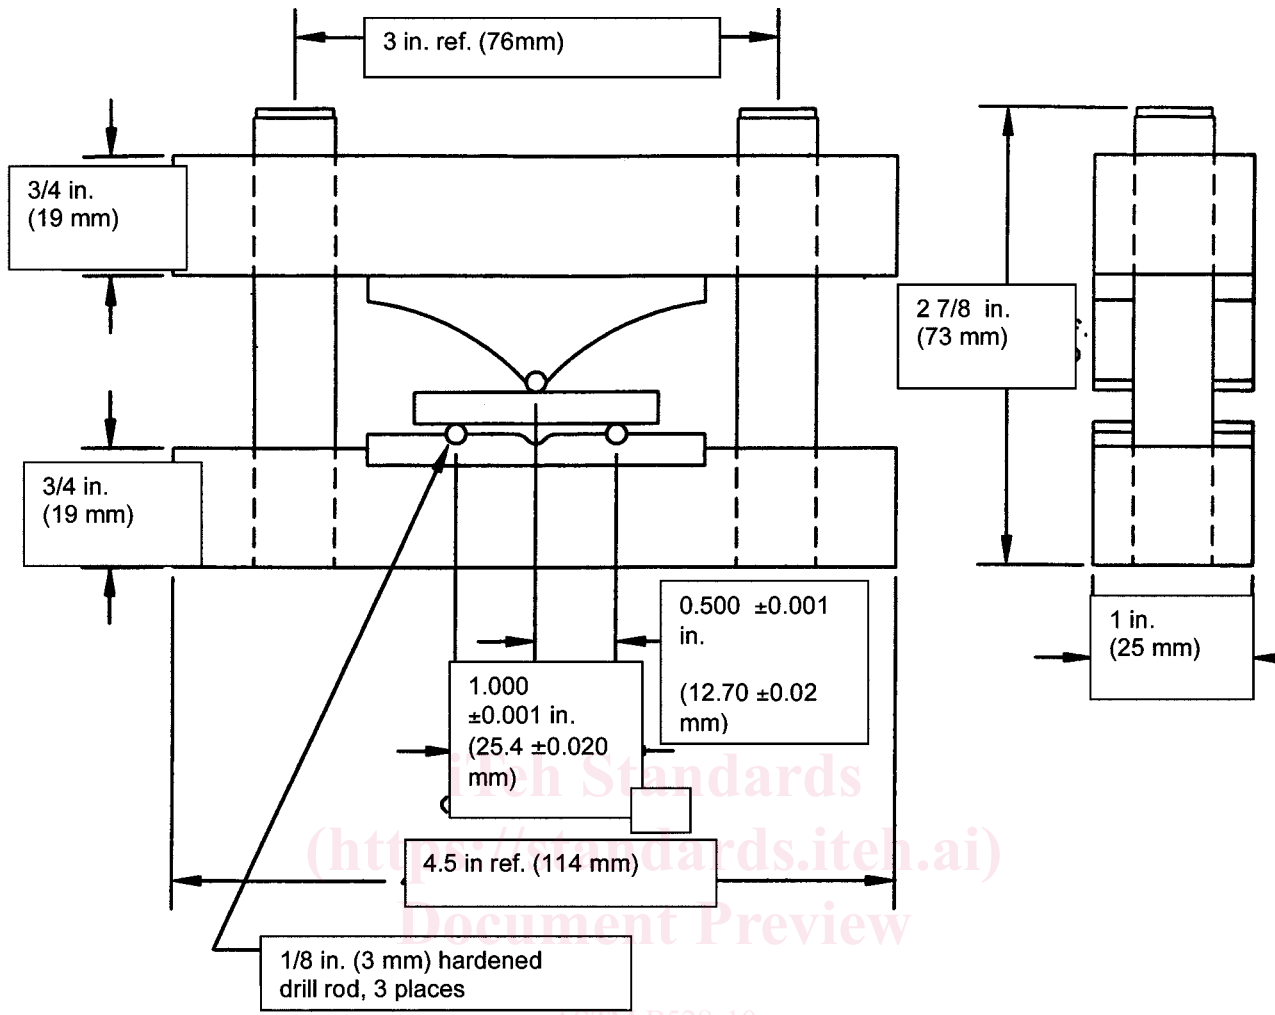 3 in. ref. (76mm)
3/4 in.
(19 mm)
2 7/8 in.
(73 mm)
3/4 in.
(19 mm)
0.500 ±0.001
in.
(12.70 ±0.02
mm)
1 in.
(25 mm)
1.000
±0.001 in.
(25.4 ±0.020
mm)
iTeh Standards
(https://standards.iteh.ai)
4.5 in ref. (114 mm)
Document Preview
1/8 in. (3 mm) hardened
drill rod, 3 places